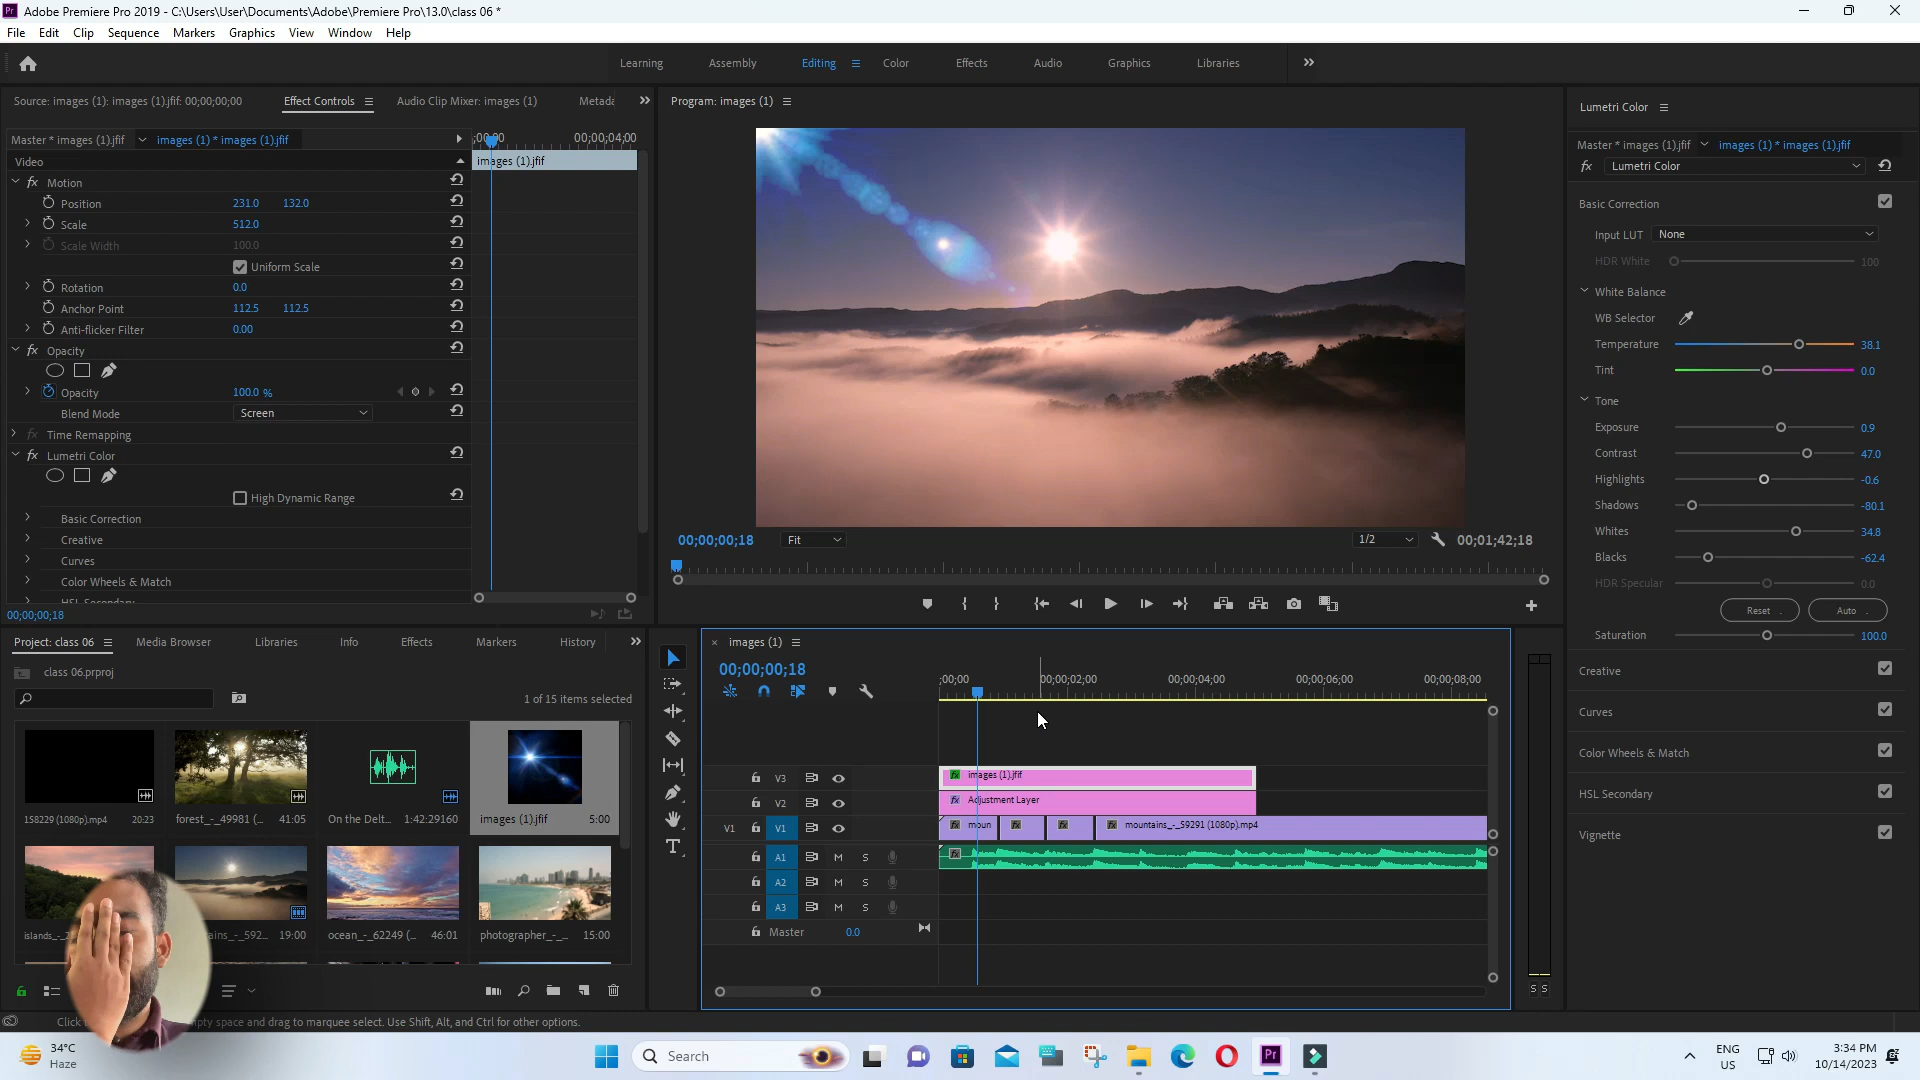 Adobe Premiere Pro 2019 - C:\Users\User\Documents\Adobe\Premiere Pro\13.0\class 06 *
File Edit Clip Sequence Markers Graphics View Window Help
Learning Assembly Editing Color Effects Audio Graphics Libraries
Source: images (1): images (1).jfif: 00;00;00;00 Effect Controls Audio Clip Mixer: images (1) Metada
Master * images (1).jfif images (1) * images (1).jfif ;00;00 00;00;04;00
Video images (1).jfif
fx Motion
Position 231.0 132.0
Scale 512.0
Scale Width 100.0
Uniform Scale
Rotation 0.0
Anchor Point 112.5 112.5
Anti-flicker Filter 0.00
fx Opacity
Opacity 100.0 %
Blend Mode Screen
fx Time Remapping
fx Lumetri Color
High Dynamic Range
Basic Correction
Creative
Curves
Color Wheels & Match
HSL Secondary
00;00;00;18
Program: images (1)
00;00;00;18 Fit 1/2 00;01;42;18
Lumetri Color
Master * images (1).jfif images (1) * images (1).jfif
fx Lumetri Color
Basic Correction
Input LUT None
HDR White 100
White Balance
WB Selector
Temperature 38.1
Tint 0.0
Tone
Exposure 0.9
Contrast 47.0
Highlights -0.6
Shadows -80.1
Whites 34.8
Blacks -62.4
HDR Specular 0.0
Reset Auto
Saturation 100.0
Creative
Curves
Color Wheels & Match
HSL Secondary
Vignette
Project: class 06 Media Browser Libraries Info Effects Markers History
class 06.prproj
1 of 15 items selected
158229 (1080p).mp4 20:23 forest_-_49981 (... 41:05 On the Delt... 1:42:29160 images (1).jfif 5:00
islands_-_2 ains_-_592... 19:00 ocean_-_62249 (... 46:01 photographer_-_... 15:00
images (1)
00;00;00;18
;00;00 00;00;02;00 00;00;04;00 00;00;06;00 00;00;08;00
V3 fx images (1).jfif
V2 fx Adjustment Layer
V1 V1 fx moun fx fx fx mountains_-_59291 (1080p).mp4
A1 M S fx
A2 M S
A3 M S
Master 0.0
S S
Click pty space and drag to marquee select. Use Shift, Alt, and Ctrl for other options.
34°C
Haze
Search
Pr
ENG
US
3:34 PM
10/14/2023